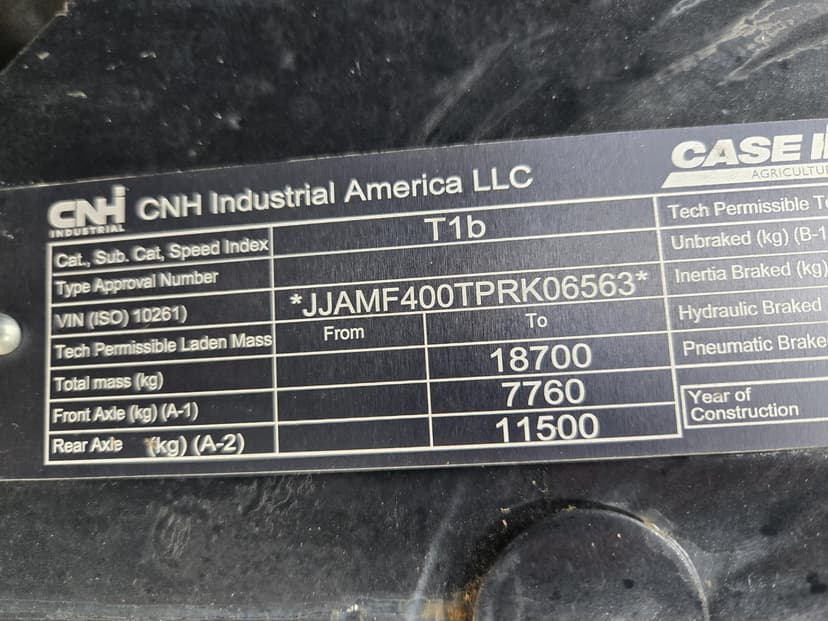 CNH INDUSTRIAL CNH Industrial America LLC
CASE
AGRICULTU
Cat., Sub. Cat, Speed Index T1b
Type Approval Number
VIN (ISO) 10261) *JJAMF400TPRK06563*
Tech Permissible Laden Mass From To
Total mass (kg) 18700
Front Axle (kg) (A-1) 7760
Rear Axle (kg) (A-2) 11500
Tech Permissible
Unbraked (kg) (B-1
Inertia Braked (kg)
Hydraulic Braked
Pneumatic Brake
Year of
Construction